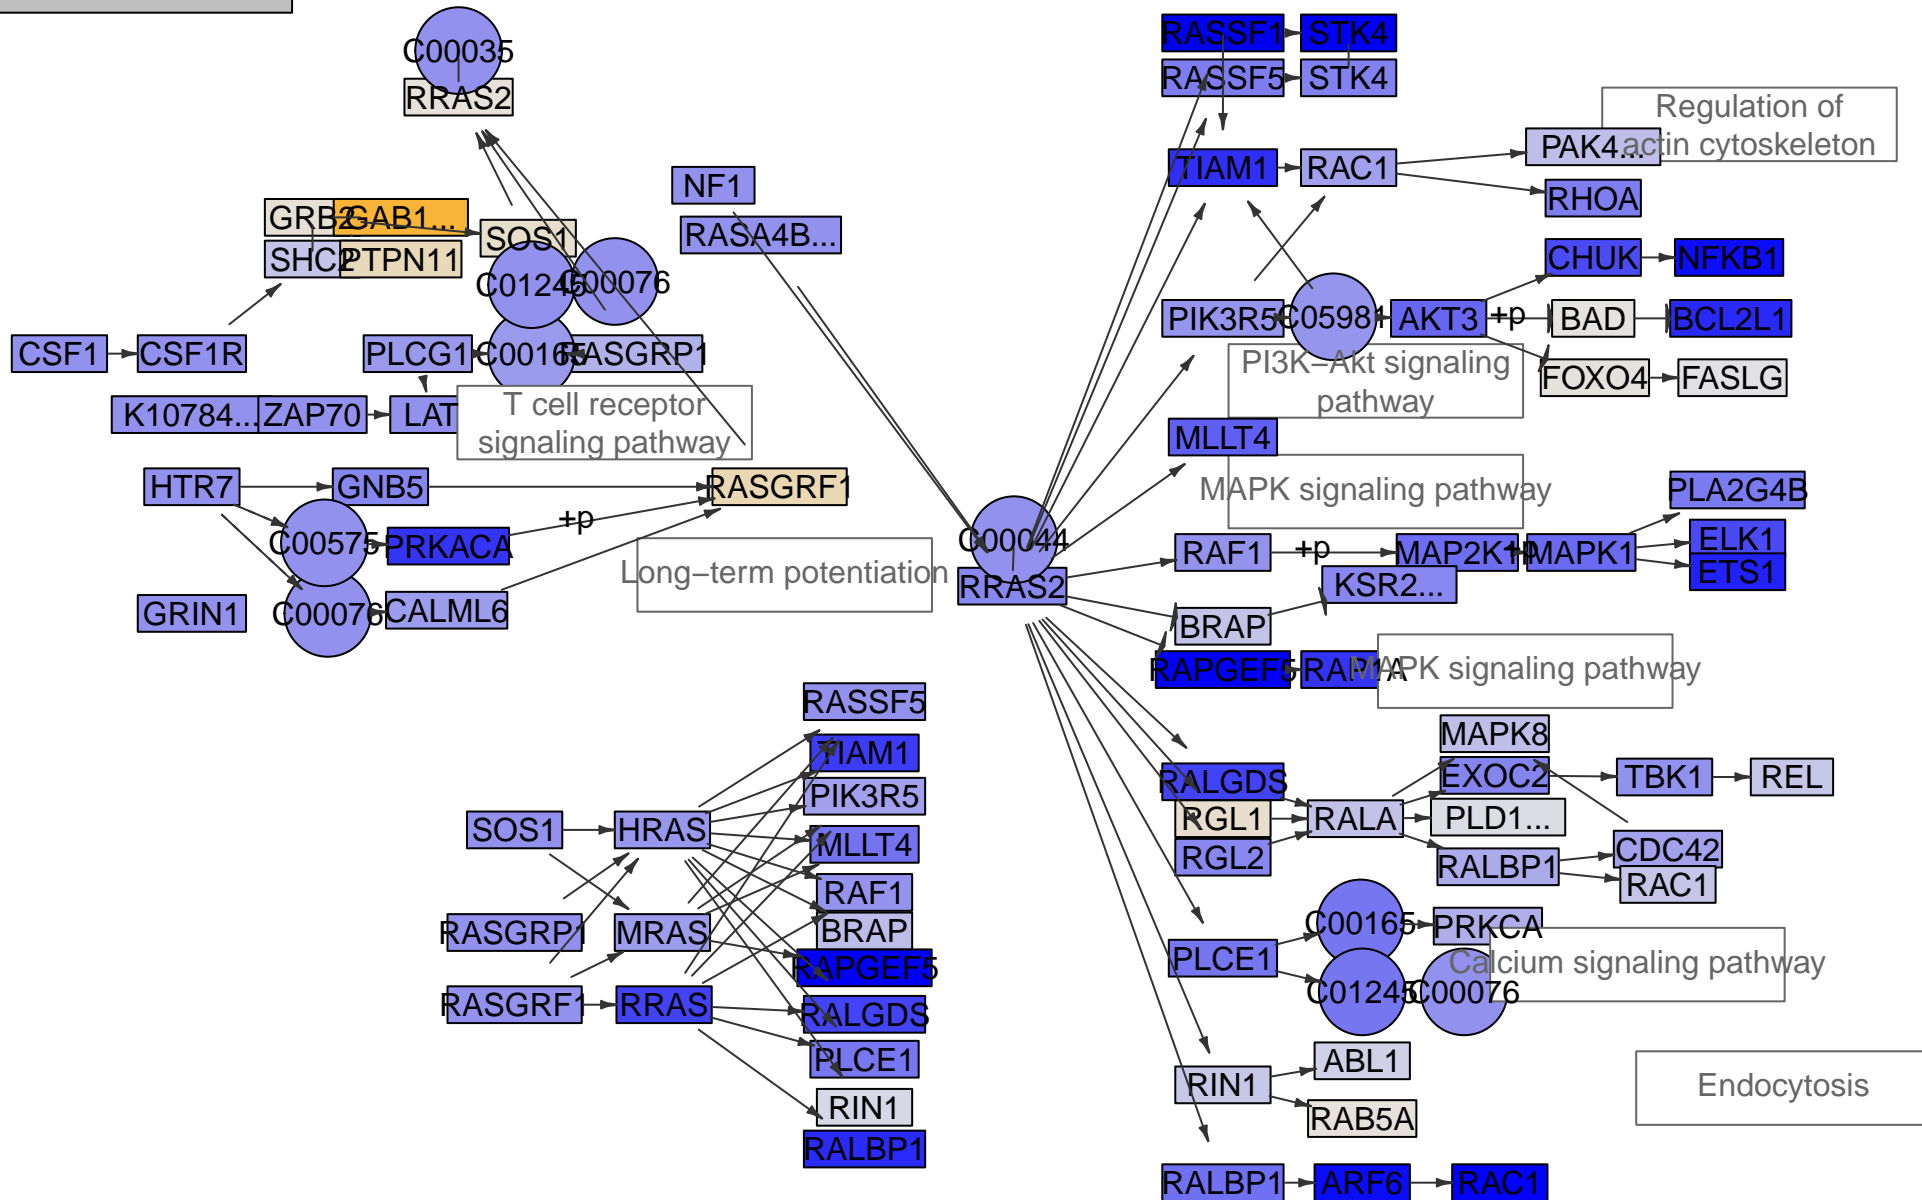 C00035
RRAS2
RASSF1
STK4
RASSF5
STK4
Regulation of
actin cytoskeleton
PAK4...
TIAM1
RAC1
RHOA
NF1
RASA4B...
GRB2
GAB1...
SOS1
SHC2
PTPN11
C01245
C00076
CHUK
NFKB1
PIK3R5
C05981
AKT3
+p
BAD
BCL2L1
CSF1
CSF1R
PLCG1
C00165
RASGRP1
PI3K–Akt signaling
pathway
FOXO4
FASLG
K10784...
ZAP70
LAT
T cell receptor
signaling pathway
MLLT4
HTR7
GNB5
RASGRF1
MAPK signaling pathway
PLA2G4B
+p
C00575
PRKACA
C00044
RAF1
+p
MAP2K1
+p
MAPK1
ELK1
ETS1
Long–term potentiation
RRAS2
KSR2...
GRIN1
C00076
CALML6
BRAP
RAPGEF5
RAP1A
MAPK signaling pathway
RASSF5
TIAM1
PIK3R5
MAPK8
RALGDS
EXOC2
TBK1
REL
SOS1
HRAS
MLLT4
RGL1
RALA
PLD1...
RGL2
RALBP1
CDC42
RAC1
RAF1
RASGRP1
MRAS
BRAP
C00165
PRKCA
RAPGEF5
PLCE1
Calcium signaling pathway
C01245
C00076
RASGRF1
RRAS
RALGDS
PLCE1
RIN1
ABL1
RAB5A
Endocytosis
RIN1
RALBP1
RALBP1
ARF6
RAC1